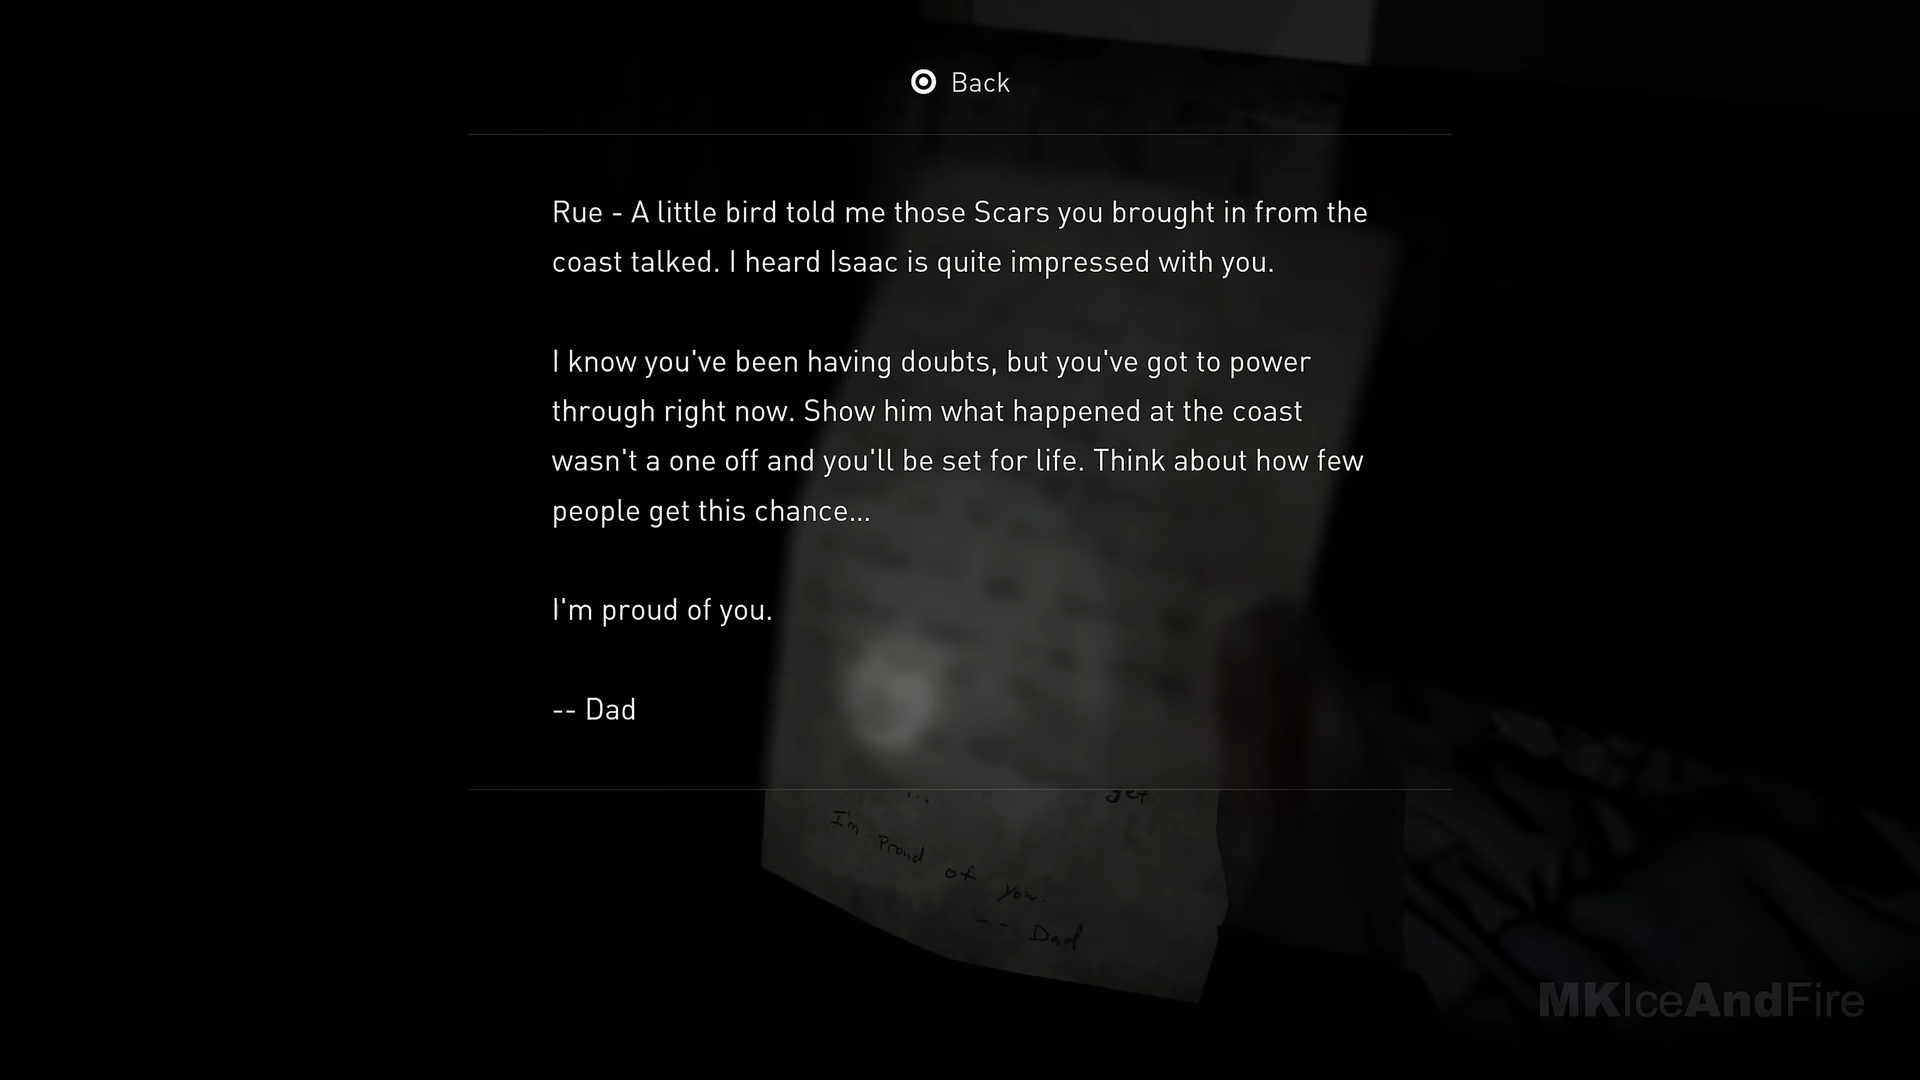 Back
Rue - A little bird told me those Scars you brought in from the
coast talked. I heard Isaac is quite impressed with you.
I know you've been having doubts, but you've got to power
through right now. Show him what happened at the coast
wasn't a one off and you'll be set for life. Think about how few
people get this chance...
I'm proud of you.
-- Dad
... get
I'm proud
of you.
-- Dad
MKIceAndFire